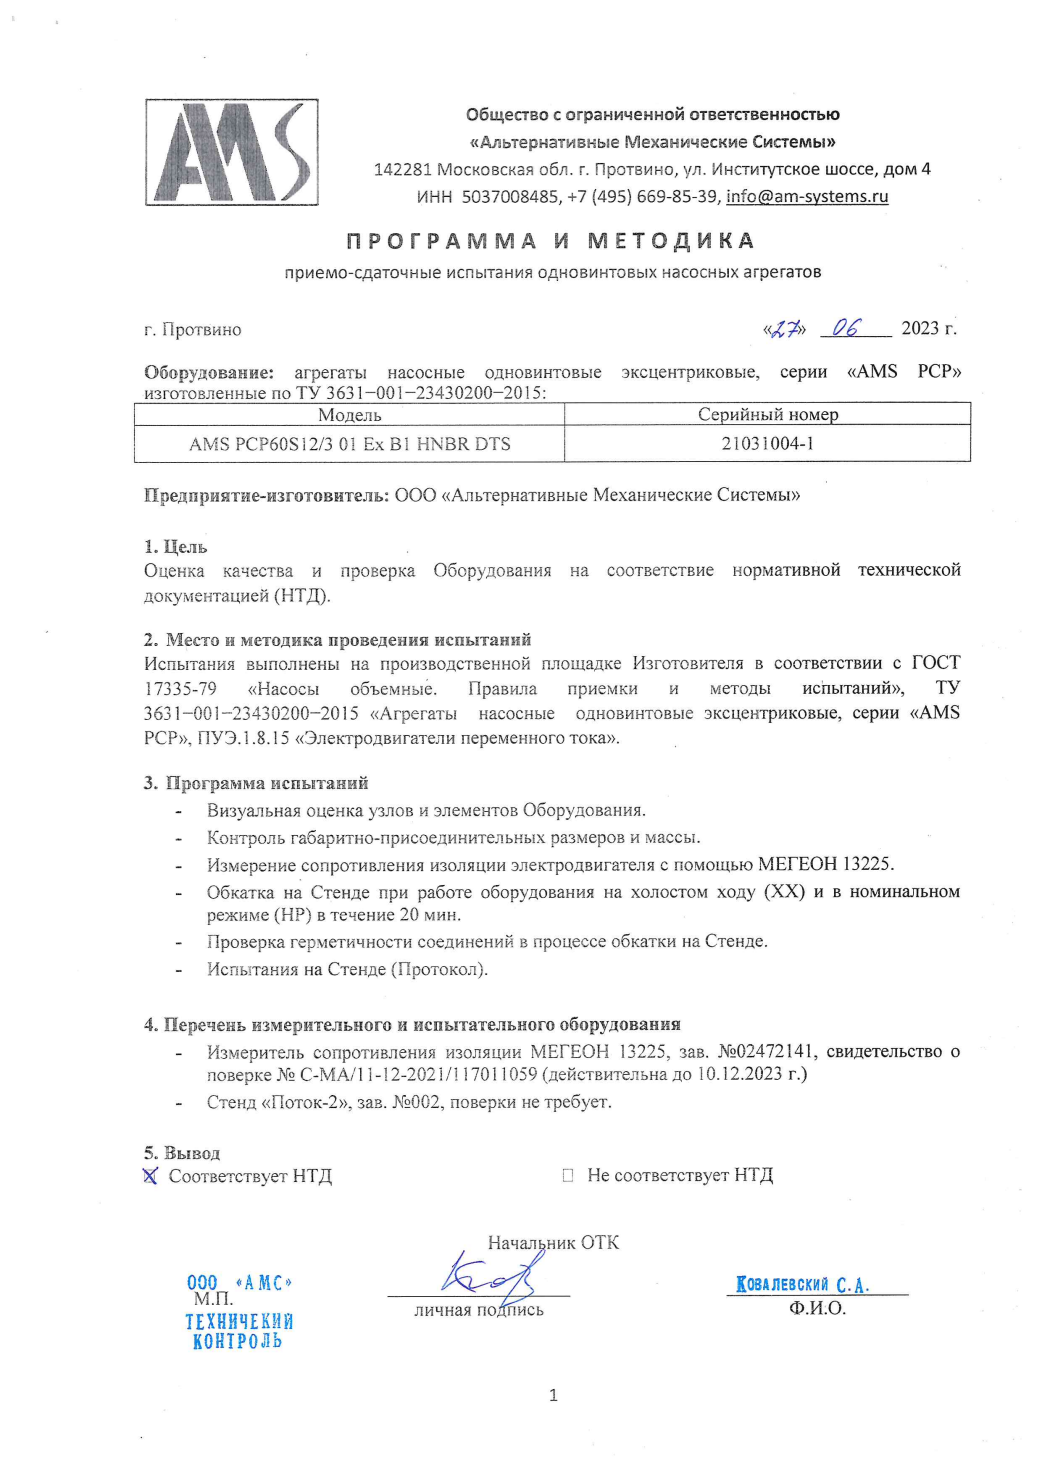 AMS
Общество с ограниченной ответственностью
«Альтернативные Механические Системы»
142281 Московская обл. г. Протвино, ул. Институтское шоссе, дом 4
ИНН 5037008485, +7 (495) 669-85-39, info@am-systems.ru
ПРОГРАММА И МЕТОДИКА
приемо-сдаточные испытания одновинтовых насосных агрегатов
г. Протвино «27» 06 2023 г.
Оборудование: агрегаты насосные одновинтовые эксцентриковые, серии «AMS PCP»
изготовленные по ТУ 3631–001–23430200–2015:
Модель Серийный номер
AMS PCP60S12/3 01 Ex B1 HNBR DTS 21031004-1
Предприятие-изготовитель: ООО «Альтернативные Механические Системы»
1. Цель
Оценка качества и проверка Оборудования на соответствие нормативной технической
документацией (НТД).
2. Место и методика проведения испытаний
Испытания выполнены на производственной площадке Изготовителя в соответствии с ГОСТ
17335-79 «Насосы объемные. Правила приемки и методы испытаний», ТУ
3631–001–23430200–2015 «Агрегаты насосные одновинтовые эксцентриковые, серии «AMS
PCP», ПУЭ.1.8.15 «Электродвигатели переменного тока».
3. Программа испытаний
- Визуальная оценка узлов и элементов Оборудования.
- Контроль габаритно-присоединительных размеров и массы.
- Измерение сопротивления изоляции электродвигателя с помощью МЕГЕОН 13225.
- Обкатка на Стенде при работе оборудования на холостом ходу (ХХ) и в номинальном
режиме (НР) в течение 20 мин.
- Проверка герметичности соединений в процессе обкатки на Стенде.
- Испытания на Стенде (Протокол).
4. Перечень измерительного и испытательного оборудования
- Измеритель сопротивления изоляции МЕГЕОН 13225, зав. №02472141, свидетельство о
поверке № С-МА/11-12-2021/117011059 (действительна до 10.12.2023 г.)
- Стенд «Поток-2», зав. №002, поверки не требует.
5. Вывод
Соответствует НТД Не соответствует НТД
Начальник ОТК
ООО «АМС» КОВАЛЕВСКИЙ С.А.
М.П. личная подпись Ф.И.О.
ТЕХНИЧЕКИЙ
КОНТРОЛЬ
1